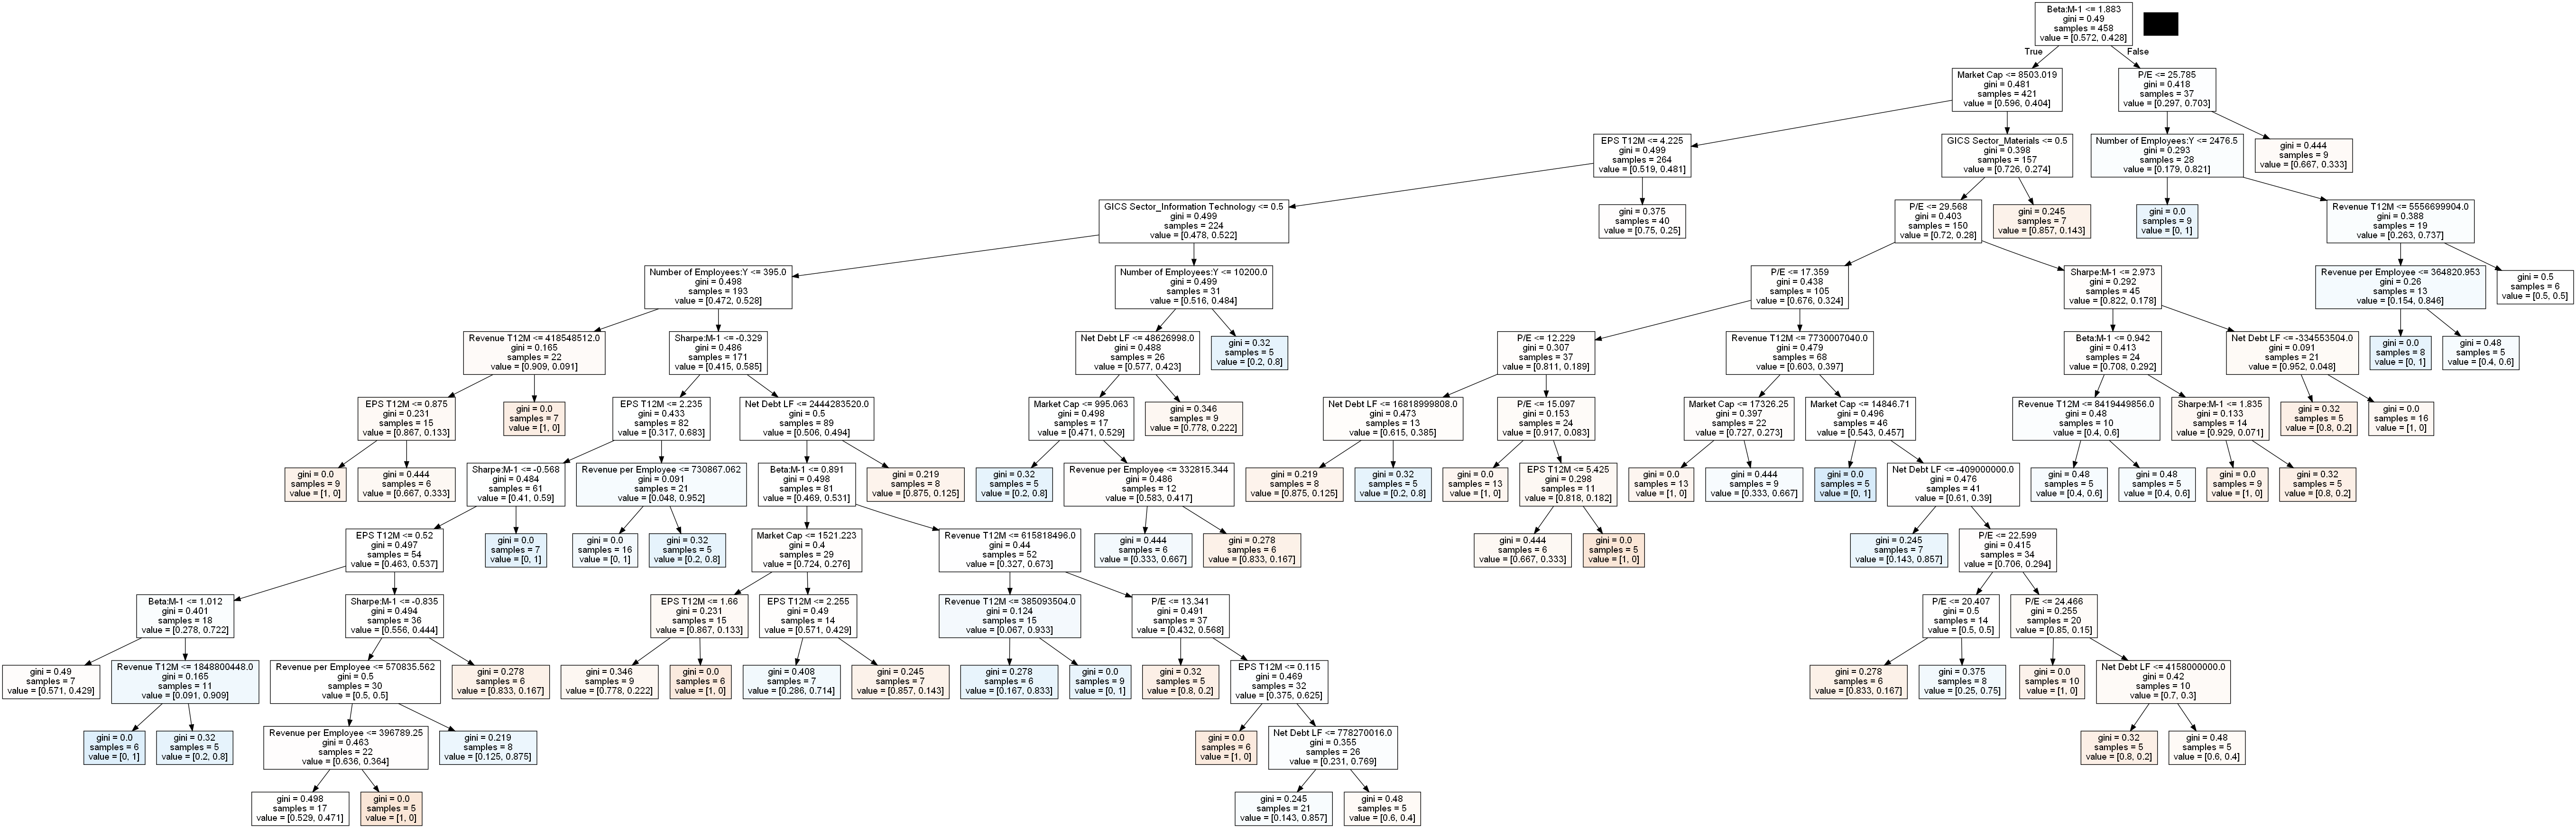 Beta:M-1 <= 1.883
gini = 0.49
samples = 458
value = [0.572, 0.428]
True
False
Market Cap <= 8503.019
gini = 0.481
samples = 421
value = [0.596, 0.404]
P/E <= 25.785
gini = 0.418
samples = 37
value = [0.297, 0.703]
EPS T12M <= 4.225
gini = 0.499
samples = 264
value = [0.519, 0.481]
GICS Sector_Materials <= 0.5
gini = 0.398
samples = 157
value = [0.726, 0.274]
Number of Employees:Y <= 2476.5
gini = 0.293
samples = 28
value = [0.179, 0.821]
gini = 0.444
samples = 9
value = [0.667, 0.333]
GICS Sector_Information Technology <= 0.5
gini = 0.499
samples = 224
value = [0.478, 0.522]
gini = 0.375
samples = 40
value = [0.75, 0.25]
P/E <= 29.568
gini = 0.403
samples = 150
value = [0.72, 0.28]
gini = 0.245
samples = 7
value = [0.857, 0.143]
gini = 0.0
samples = 9
value = [0, 1]
Revenue T12M <= 5556699904.0
gini = 0.388
samples = 19
value = [0.263, 0.737]
Number of Employees:Y <= 395.0
gini = 0.498
samples = 193
value = [0.472, 0.528]
Number of Employees:Y <= 10200.0
gini = 0.499
samples = 31
value = [0.516, 0.484]
P/E <= 17.359
gini = 0.438
samples = 105
value = [0.676, 0.324]
Sharpe:M-1 <= 2.973
gini = 0.292
samples = 45
value = [0.822, 0.178]
Revenue per Employee <= 364820.953
gini = 0.26
samples = 13
value = [0.154, 0.846]
gini = 0.5
samples = 6
value = [0.5, 0.5]
Revenue T12M <= 418548512.0
gini = 0.165
samples = 22
value = [0.909, 0.091]
Sharpe:M-1 <= -0.329
gini = 0.486
samples = 171
value = [0.415, 0.585]
Net Debt LF <= 48626998.0
gini = 0.488
samples = 26
value = [0.577, 0.423]
gini = 0.32
samples = 5
value = [0.2, 0.8]
P/E <= 12.229
gini = 0.307
samples = 37
value = [0.811, 0.189]
Revenue T12M <= 7730007040.0
gini = 0.479
samples = 68
value = [0.603, 0.397]
Beta:M-1 <= 0.942
gini = 0.413
samples = 24
value = [0.708, 0.292]
Net Debt LF <= -334553504.0
gini = 0.091
samples = 21
value = [0.952, 0.048]
gini = 0.0
samples = 8
value = [0, 1]
gini = 0.48
samples = 5
value = [0.4, 0.6]
EPS T12M <= 0.875
gini = 0.231
samples = 15
value = [0.867, 0.133]
gini = 0.0
samples = 7
value = [1, 0]
EPS T12M <= 2.235
gini = 0.433
samples = 82
value = [0.317, 0.683]
Net Debt LF <= 2444283520.0
gini = 0.5
samples = 89
value = [0.506, 0.494]
Market Cap <= 995.063
gini = 0.498
samples = 17
value = [0.471, 0.529]
gini = 0.346
samples = 9
value = [0.778, 0.222]
Net Debt LF <= 16818999808.0
gini = 0.473
samples = 13
value = [0.615, 0.385]
P/E <= 15.097
gini = 0.153
samples = 24
value = [0.917, 0.083]
Market Cap <= 17326.25
gini = 0.397
samples = 22
value = [0.727, 0.273]
Market Cap <= 14846.71
gini = 0.496
samples = 46
value = [0.543, 0.457]
Revenue T12M <= 8419449856.0
gini = 0.48
samples = 10
value = [0.4, 0.6]
Sharpe:M-1 <= 1.835
gini = 0.133
samples = 14
value = [0.929, 0.071]
gini = 0.32
samples = 5
value = [0.8, 0.2]
gini = 0.0
samples = 16
value = [1, 0]
gini = 0.0
samples = 9
value = [1, 0]
gini = 0.444
samples = 6
value = [0.667, 0.333]
Sharpe:M-1 <= -0.568
gini = 0.484
samples = 61
value = [0.41, 0.59]
Revenue per Employee <= 730867.062
gini = 0.091
samples = 21
value = [0.048, 0.952]
Beta:M-1 <= 0.891
gini = 0.498
samples = 81
value = [0.469, 0.531]
gini = 0.219
samples = 8
value = [0.875, 0.125]
gini = 0.32
samples = 5
value = [0.2, 0.8]
Revenue per Employee <= 332815.344
gini = 0.486
samples = 12
value = [0.583, 0.417]
gini = 0.219
samples = 8
value = [0.875, 0.125]
gini = 0.32
samples = 5
value = [0.2, 0.8]
gini = 0.0
samples = 13
value = [1, 0]
EPS T12M <= 5.425
gini = 0.298
samples = 11
value = [0.818, 0.182]
gini = 0.0
samples = 13
value = [1, 0]
gini = 0.444
samples = 9
value = [0.333, 0.667]
gini = 0.0
samples = 5
value = [0, 1]
Net Debt LF <= -409000000.0
gini = 0.476
samples = 41
value = [0.61, 0.39]
gini = 0.48
samples = 5
value = [0.4, 0.6]
gini = 0.48
samples = 5
value = [0.4, 0.6]
gini = 0.0
samples = 9
value = [1, 0]
gini = 0.32
samples = 5
value = [0.8, 0.2]
EPS T12M <= 0.52
gini = 0.497
samples = 54
value = [0.463, 0.537]
gini = 0.0
samples = 7
value = [0, 1]
gini = 0.0
samples = 16
value = [0, 1]
gini = 0.32
samples = 5
value = [0.2, 0.8]
Market Cap <= 1521.223
gini = 0.4
samples = 29
value = [0.724, 0.276]
Revenue T12M <= 615818496.0
gini = 0.44
samples = 52
value = [0.327, 0.673]
gini = 0.444
samples = 6
value = [0.333, 0.667]
gini = 0.278
samples = 6
value = [0.833, 0.167]
gini = 0.444
samples = 6
value = [0.667, 0.333]
gini = 0.0
samples = 5
value = [1, 0]
gini = 0.245
samples = 7
value = [0.143, 0.857]
P/E <= 22.599
gini = 0.415
samples = 34
value = [0.706, 0.294]
Beta:M-1 <= 1.012
gini = 0.401
samples = 18
value = [0.278, 0.722]
Sharpe:M-1 <= -0.835
gini = 0.494
samples = 36
value = [0.556, 0.444]
EPS T12M <= 1.66
gini = 0.231
samples = 15
value = [0.867, 0.133]
EPS T12M <= 2.255
gini = 0.49
samples = 14
value = [0.571, 0.429]
Revenue T12M <= 385093504.0
gini = 0.124
samples = 15
value = [0.067, 0.933]
P/E <= 13.341
gini = 0.491
samples = 37
value = [0.432, 0.568]
P/E <= 20.407
gini = 0.5
samples = 14
value = [0.5, 0.5]
P/E <= 24.466
gini = 0.255
samples = 20
value = [0.85, 0.15]
gini = 0.49
samples = 7
value = [0.571, 0.429]
Revenue T12M <= 1848800448.0
gini = 0.165
samples = 11
value = [0.091, 0.909]
Revenue per Employee <= 570835.562
gini = 0.5
samples = 30
value = [0.5, 0.5]
gini = 0.278
samples = 6
value = [0.833, 0.167]
gini = 0.346
samples = 9
value = [0.778, 0.222]
gini = 0.0
samples = 6
value = [1, 0]
gini = 0.408
samples = 7
value = [0.286, 0.714]
gini = 0.245
samples = 7
value = [0.857, 0.143]
gini = 0.278
samples = 6
value = [0.167, 0.833]
gini = 0.0
samples = 9
value = [0, 1]
gini = 0.32
samples = 5
value = [0.8, 0.2]
EPS T12M <= 0.115
gini = 0.469
samples = 32
value = [0.375, 0.625]
gini = 0.278
samples = 6
value = [0.833, 0.167]
gini = 0.375
samples = 8
value = [0.25, 0.75]
gini = 0.0
samples = 10
value = [1, 0]
Net Debt LF <= 4158000000.0
gini = 0.42
samples = 10
value = [0.7, 0.3]
gini = 0.0
samples = 6
value = [0, 1]
gini = 0.32
samples = 5
value = [0.2, 0.8]
Revenue per Employee <= 396789.25
gini = 0.463
samples = 22
value = [0.636, 0.364]
gini = 0.219
samples = 8
value = [0.125, 0.875]
gini = 0.0
samples = 6
value = [1, 0]
Net Debt LF <= 778270016.0
gini = 0.355
samples = 26
value = [0.231, 0.769]
gini = 0.32
samples = 5
value = [0.8, 0.2]
gini = 0.48
samples = 5
value = [0.6, 0.4]
gini = 0.498
samples = 17
value = [0.529, 0.471]
gini = 0.0
samples = 5
value = [1, 0]
gini = 0.245
samples = 21
value = [0.143, 0.857]
gini = 0.48
samples = 5
value = [0.6, 0.4]